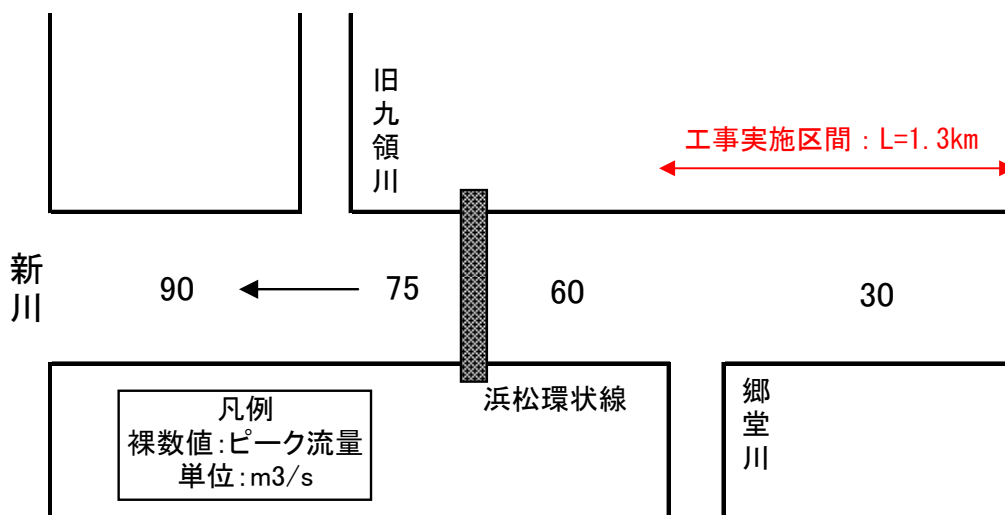 旧九領川
工事実施区間：L=1.3km
新川
90
75
60
30
浜松環状線
郷堂川
凡例
裸数値：ピーク流量
単位：m3/s